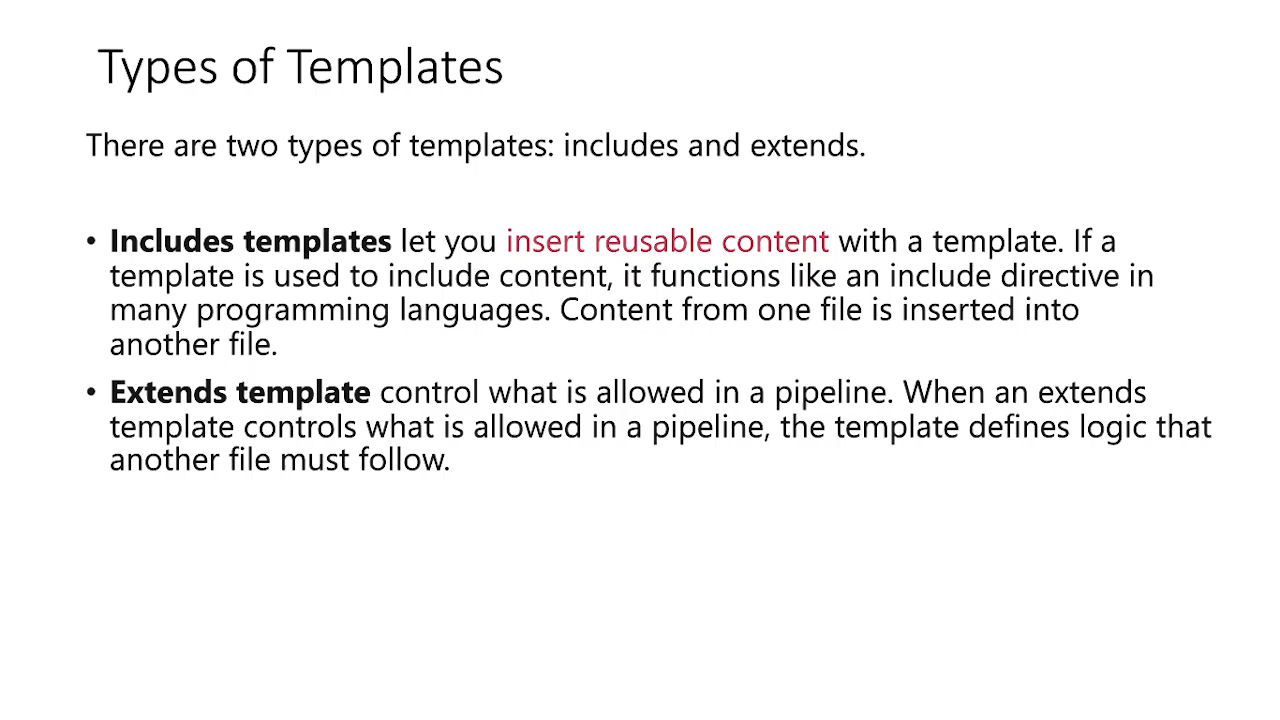 Types of Templates
There are two types of templates: includes and extends.
• Includes templates let you insert reusable content with a template. If a
template is used to include content, it functions like an include directive in
many programming languages. Content from one file is inserted into
another file.
• Extends template control what is allowed in a pipeline. When an extends
template controls what is allowed in a pipeline, the template defines logic that
another file must follow.